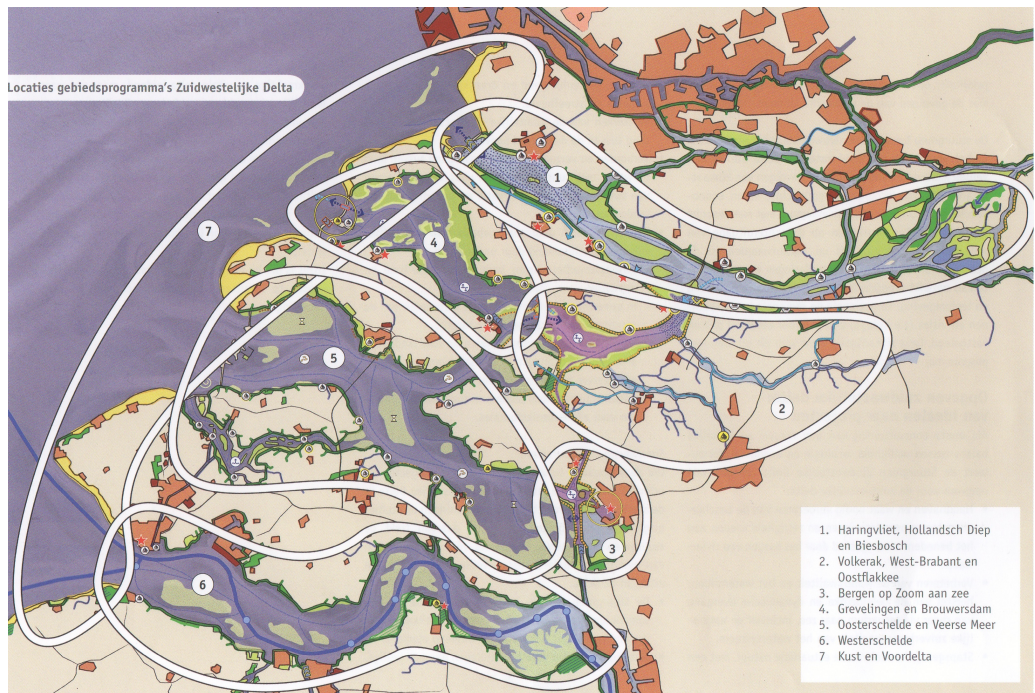 Locaties gebiedsprogramma's Zuidwestelijke Delta
1
7
4
5
2
3
6
1. Haringvliet, Hollandsch Diep
en Biesbosch
2. Volkerak, West-Brabant en
Oostflakkee
3. Bergen op Zoom aan zee
4. Grevelingen en Brouwersdam
5. Oosterschelde en Veerse Meer
6. Westerschelde
7 Kust en Voordelta